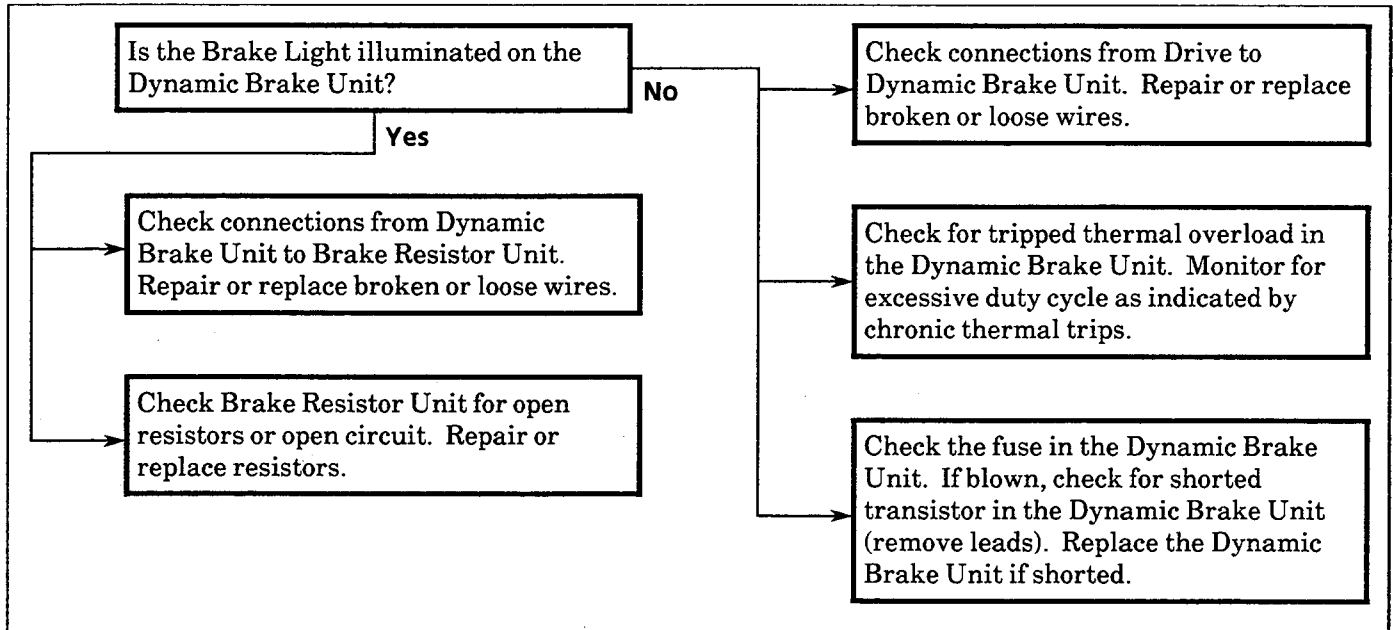 Is the Brake Light illuminated on the
Dynamic Brake Unit?
No
Yes
Check connections from Dynamic
Brake Unit to Brake Resistor Unit.
Repair or replace broken or loose wires.
Check Brake Resistor Unit for open
resistors or open circuit. Repair or
replace resistors.
Check connections from Drive to
Dynamic Brake Unit. Repair or replace
broken or loose wires.
Check for tripped thermal overload in
the Dynamic Brake Unit. Monitor for
excessive duty cycle as indicated by
chronic thermal trips.
Check the fuse in the Dynamic Brake
Unit. If blown, check for shorted
transistor in the Dynamic Brake Unit
(remove leads). Replace the Dynamic
Brake Unit if shorted.